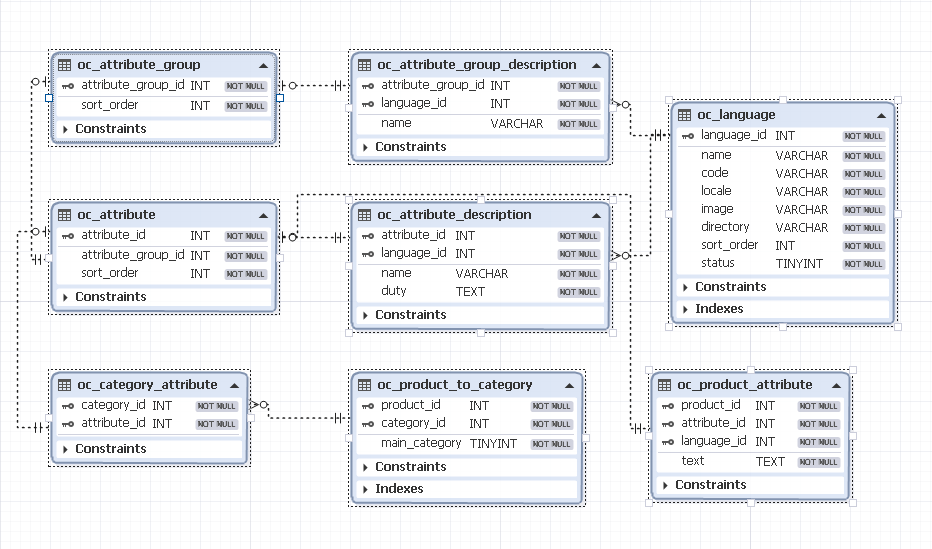 oc_attribute_group
attribute_group_id INT NOT NULL
sort_order INT NOT NULL
Constraints
oc_attribute_group_description
attribute_group_id INT NOT NULL
language_id INT NOT NULL
name VARCHAR NOT NULL
Constraints
oc_language
language_id INT NOT NULL
name VARCHAR NOT NULL
code VARCHAR NOT NULL
locale VARCHAR NOT NULL
image VARCHAR NOT NULL
directory VARCHAR NOT NULL
sort_order INT NOT NULL
status TINYINT NOT NULL
Constraints
Indexes
oc_attribute
attribute_id INT NOT NULL
attribute_group_id INT NOT NULL
sort_order INT NOT NULL
Constraints
oc_attribute_description
attribute_id INT NOT NULL
language_id INT NOT NULL
name VARCHAR NOT NULL
duty TEXT NOT NULL
Constraints
oc_category_attribute
category_id INT NOT NULL
attribute_id INT NOT NULL
Constraints
oc_product_to_category
product_id INT NOT NULL
category_id INT NOT NULL
main_category TINYINT NOT NULL
Constraints
Indexes
oc_product_attribute
product_id INT NOT NULL
attribute_id INT NOT NULL
language_id INT NOT NULL
text TEXT NOT NULL
Constraints